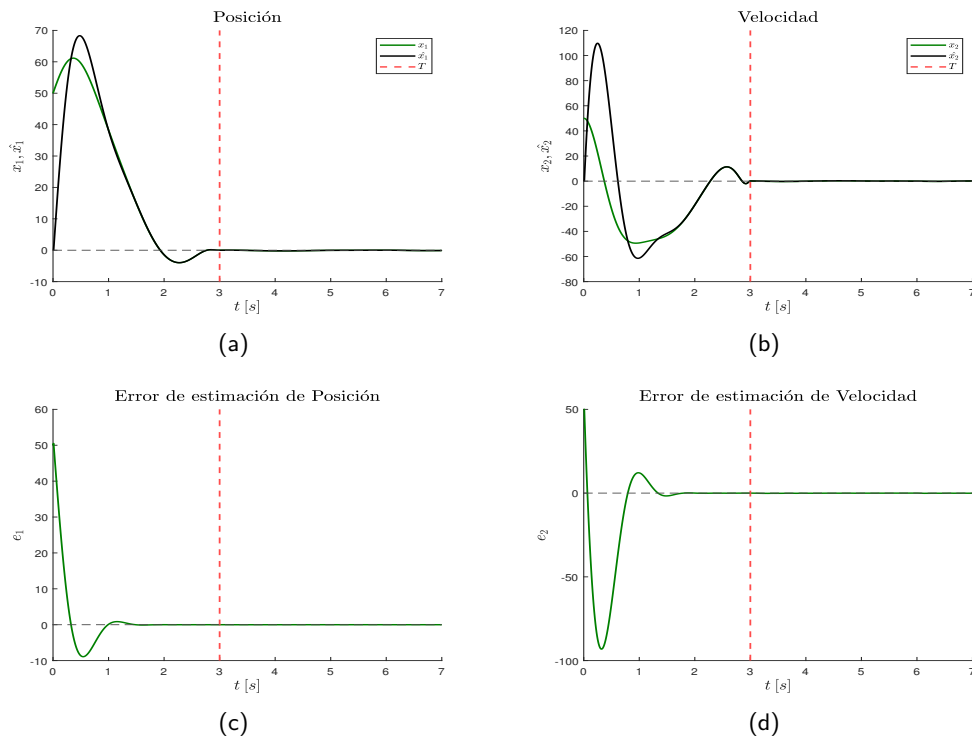 Posición
70
60
50
40
30
20
10
0
-10
x₁, x̂₁
x₁
x̂₁
T
0 1 2 3 4 5 6 7
t [s]
(a)
Velocidad
120
100
80
60
40
20
0
-20
-40
-60
-80
x₂, x̂₂
x₂
x̂₂
T
0 1 2 3 4 5 6 7
t [s]
(b)
Error de estimación de Posición
60
50
40
30
20
10
0
-10
e₁
0 1 2 3 4 5 6 7
t [s]
(c)
Error de estimación de Velocidad
50
0
-50
-100
e₂
0 1 2 3 4 5 6 7
t [s]
(d)